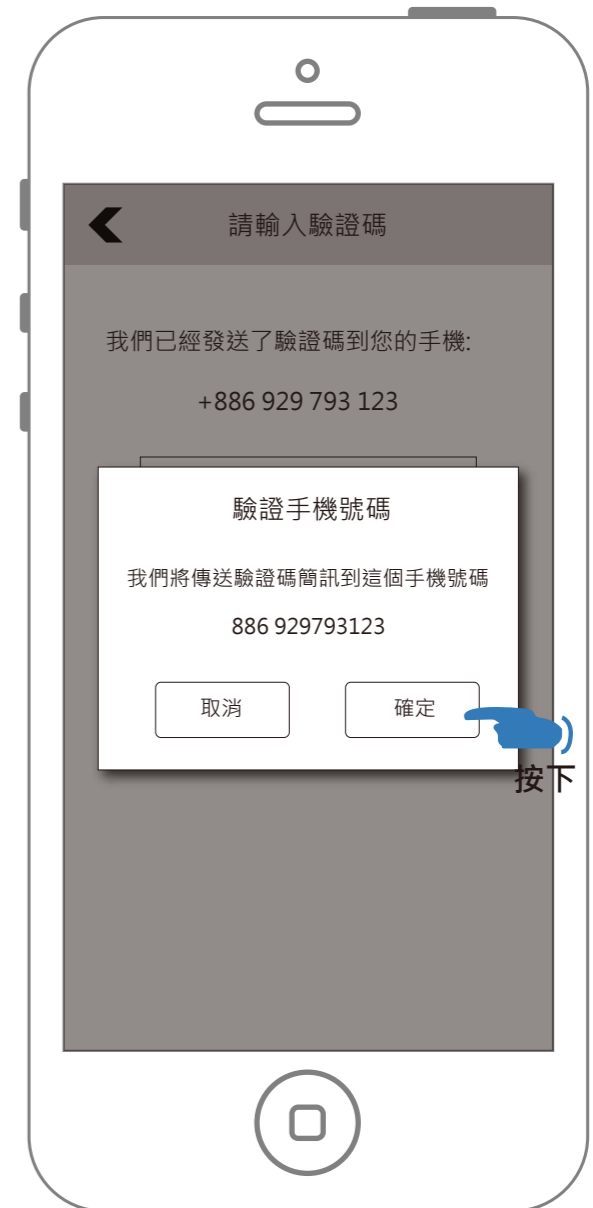 請輸入驗證碼
我們已經發送了驗證碼到您的手機:
+886 929 793 123
驗證手機號碼
我們將傳送驗證碼簡訊到這個手機號碼
886 929793123
取消 確定
按下